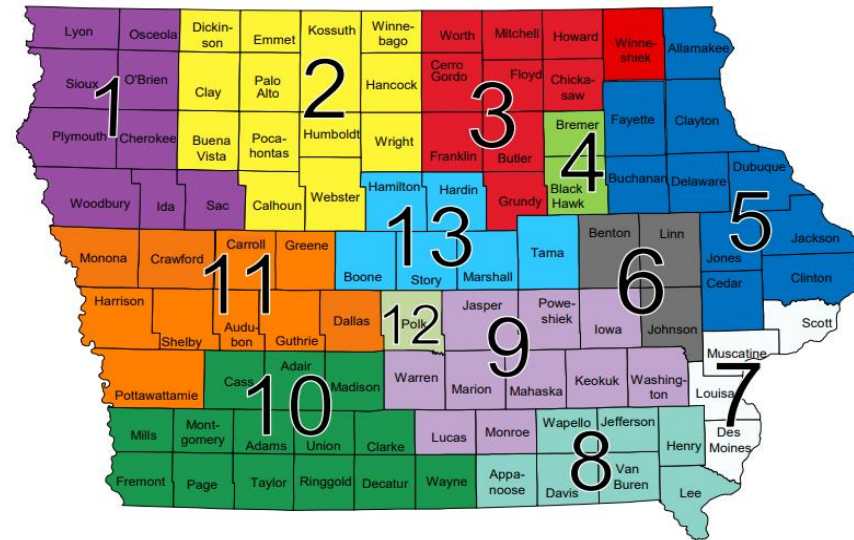 Lyon
Osceola
Dickin-
son
Emmet
Kossuth
Winne-
bago
Worth
Mitchell
Howard
Winne-
shiek
Allamakee
Sioux
O'Brien
1
Clay
Palo
Alto
2
Hancock
Cerro
Gordo
Floyd
Chicka-
saw
3
Plymouth
Cherokee
Buena
Vista
Poca-
hontas
Humboldt
Wright
Franklin
Butler
Bremer
4
Fayette
Clayton
Woodbury
Ida
Sac
Calhoun
Webster
Hamilton
Hardin
Grundy
Black
Hawk
Buchanan
Delaware
Dubuque
5
Monona
Crawford
Carroll
Greene
11
Boone
Story
Marshall
13
Tama
Benton
Linn
6
Jones
Jackson
Cedar
Clinton
Harrison
Shelby
Audu-
bon
Guthrie
Dallas
Polk
12
Jasper
Powe-
shiek
9
Iowa
Johnson
Scott
Muscatine
Pottawattamie
Cass
Adair
Madison
10
Warren
Marion
Mahaska
Keokuk
Washing-
ton
Louisa
7
Mills
Mont-
gomery
Adams
Union
Clarke
Lucas
Monroe
Wapello
Jefferson
8
Henry
Des
Moines
Fremont
Page
Taylor
Ringgold
Decatur
Wayne
Appa-
noose
Davis
Van
Buren
Lee